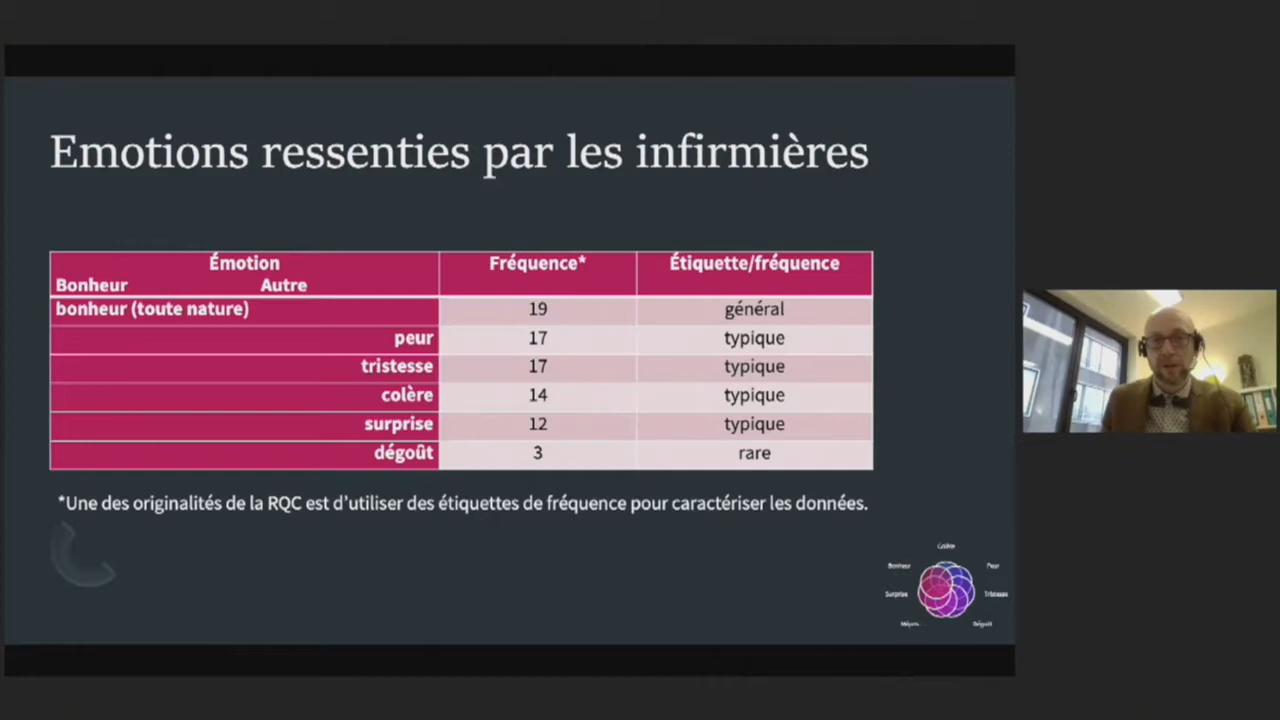 Emotions ressenties par les infirmières
Émotion
Bonheur Autre
Fréquence*
Étiquette/fréquence
bonheur (toute nature) 19 général
peur 17 typique
tristesse 17 typique
colère 14 typique
surprise 12 typique
dégoût 3 rare
*Une des originalités de la RQC est d'utiliser des étiquettes de fréquence pour caractériser les données.
Colère
Bonheur Peur
Surprise Tristesse
Dégoût